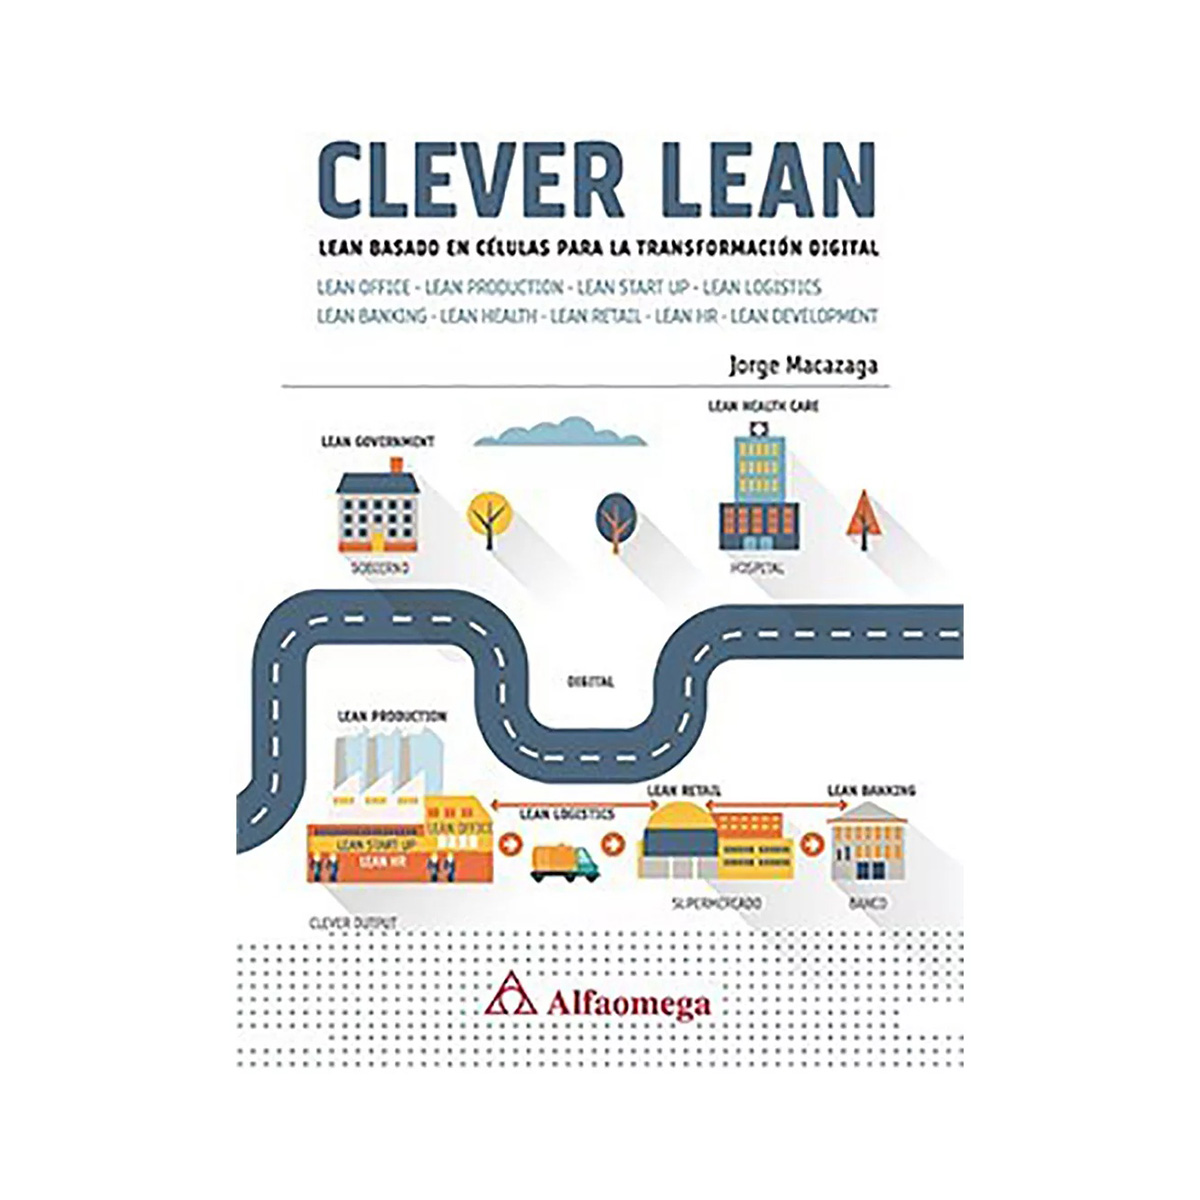 CLEVER LEAN
LEAN BASADO EN CÉLULAS PARA LA TRANSFORMACIÓN DIGITAL
LEAN OFFICE - LEAN PRODUCTION - LEAN START UP - LEAN LOGISTICS
LEAN BANKING - LEAN HEALTH - LEAN RETAIL - LEAN HR - LEAN DEVELOPMENT
Jorge Macazaga
LEAN HEALTH CARE
LEAN GOVERNMENT
GOBIERNO
HOSPITAL
DIGITAL
LEAN PRODUCTION
LEAN RETAIL
LEAN BANKING
LEAN LOGISTICS
LEAN OFFICE
LEAN START UP
LEAN HR
SUPERMERCADO
BANCO
CLEVER OUTPUT
Alfaomega